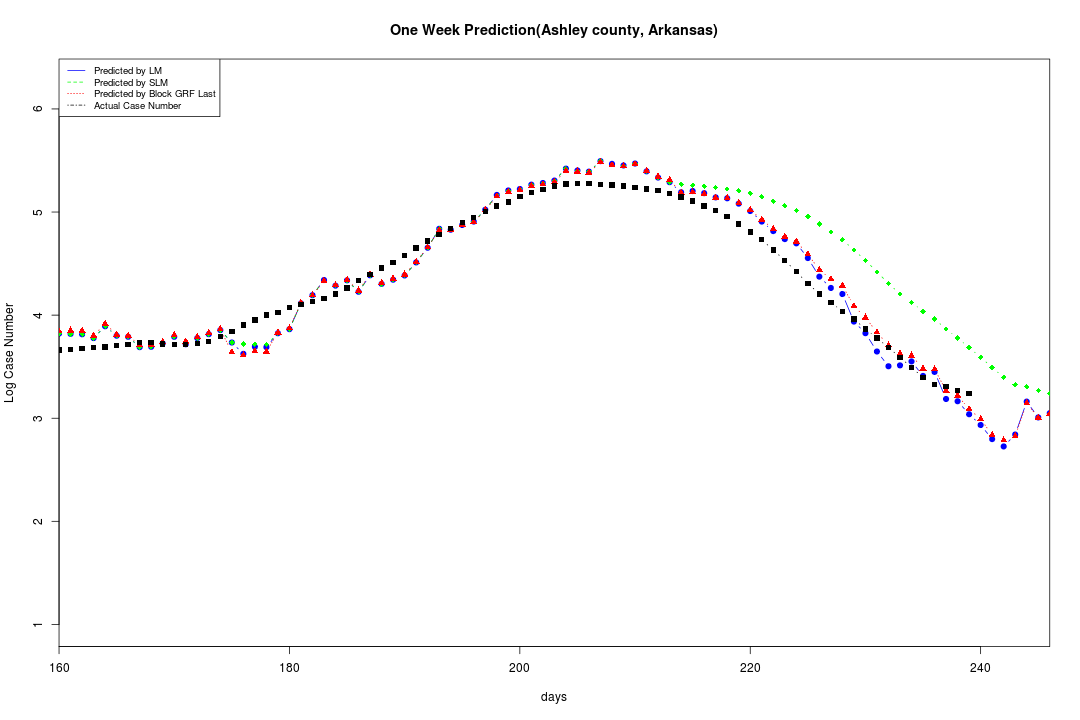 One Week Prediction(Ashley county, Arkansas)
Predicted by LM
Predicted by SLM
Predicted by Block GRF Last
Actual Case Number
6
5
4
3
2
1
Log Case Number
160 180 200 220 240
days